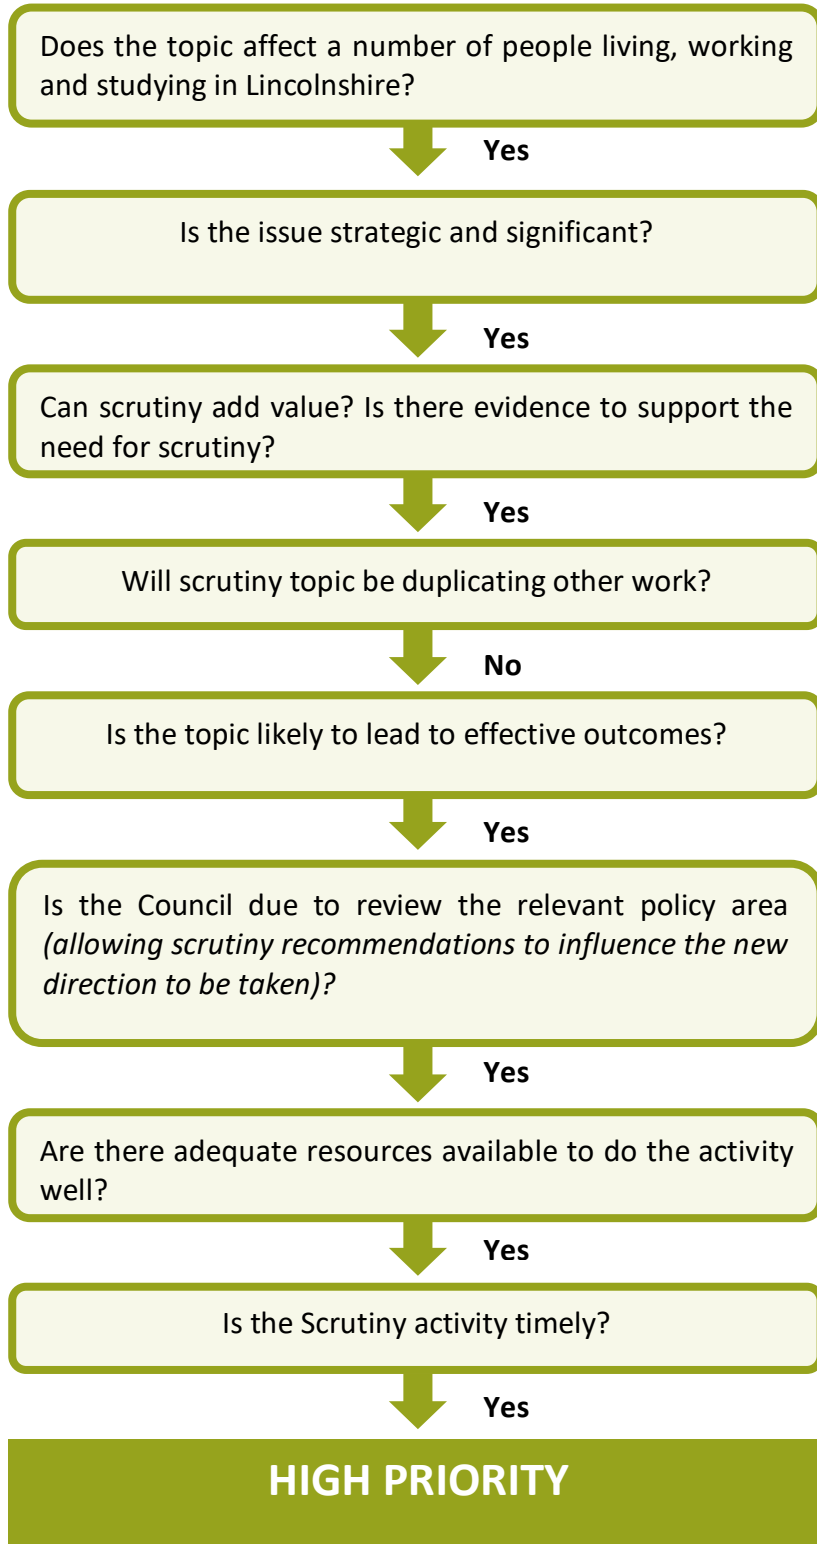 Does the topic affect a number of people living, working
and studying in Lincolnshire?
Yes
Is the issue strategic and significant?
Yes
Can scrutiny add value? Is there evidence to support the
need for scrutiny?
Yes
Will scrutiny topic be duplicating other work?
No
Is the topic likely to lead to effective outcomes?
Yes
Is the Council due to review the relevant policy area
(allowing scrutiny recommendations to influence the new
direction to be taken)?
Yes
Are there adequate resources available to do the activity
well?
Yes
Is the Scrutiny activity timely?
Yes
HIGH PRIORITY